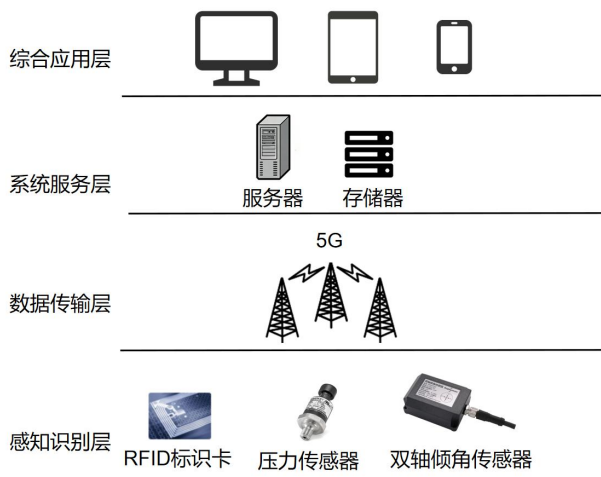 综合应用层
系统服务层
服务器
存储器
5G
数据传输层
感知识别层
RFID标识卡
压力传感器
双轴倾角传感器